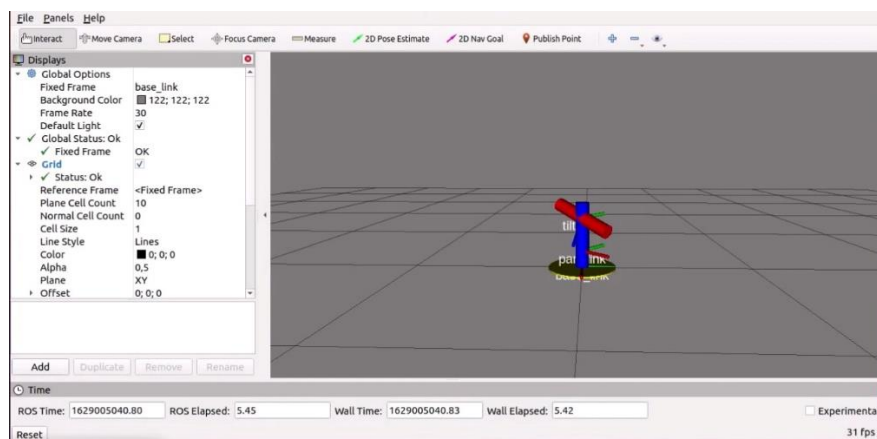 File Panels Help
Interact Move Camera Select Focus Camera Measure 2D Pose Estimate 2D Nav Goal Publish Point
Displays
Global Options
Fixed Frame base_link
Background Color 122; 122; 122
Frame Rate 30
Default Light
Global Status: Ok
Fixed Frame OK
Grid
Status: Ok
Reference Frame <Fixed Frame>
Plane Cell Count 10
Normal Cell Count 0
Cell Size 1
Line Style Lines
Color 0; 0; 0
Alpha 0,5
Plane XY
Offset 0; 0; 0
Add Duplicate Remove Rename
Time
ROS Time: 1629005040.80 ROS Elapsed: 5.45 Wall Time: 1629005040.83 Wall Elapsed: 5.42 Experimenta
Reset 31 fps